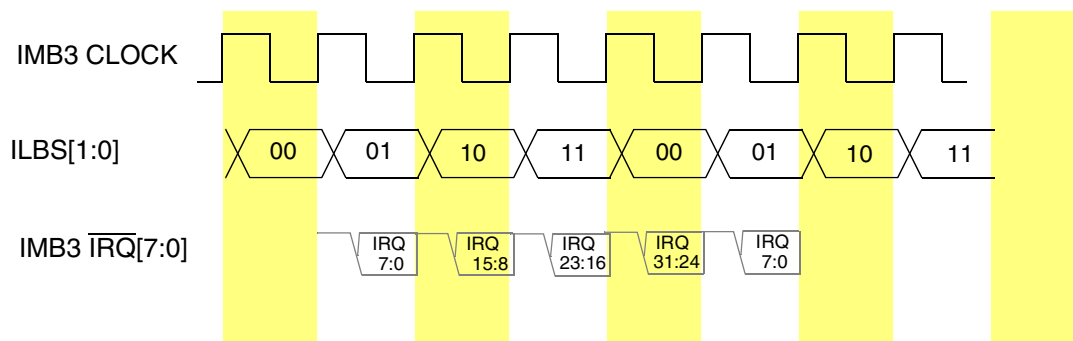 IMB3 CLOCK
ILBS[1:0] 00 01 10 11 00 01 10 11
IMB3 IRQ[7:0]
IRQ 7:0
IRQ 15:8
IRQ 23:16
IRQ 31:24
IRQ 7:0